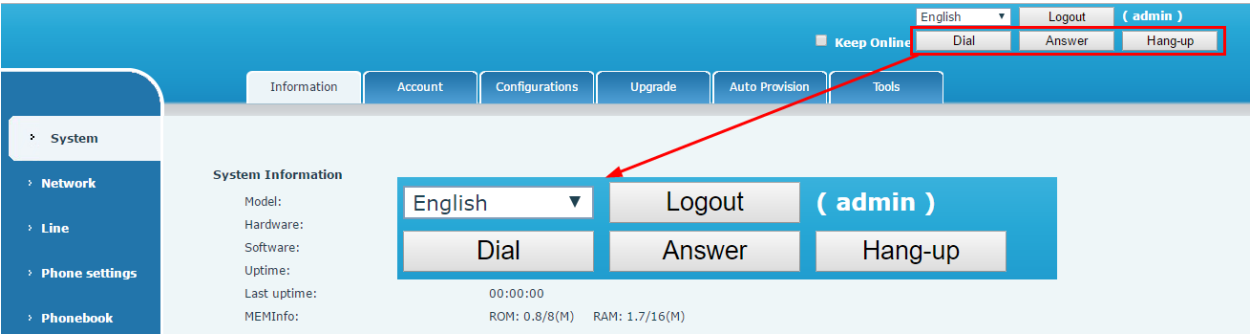 English Logout ( admin )
Keep Online Dial Answer Hang-up
Information Account Configurations Upgrade Auto Provision Tools
System
Network
Line
Phone settings
Phonebook
System Information
Model:
Hardware:
Software:
Uptime:
Last uptime: 00:00:00
MEMInfo: ROM: 0.8/8(M) RAM: 1.7/16(M)
English Logout ( admin )
Dial Answer Hang-up